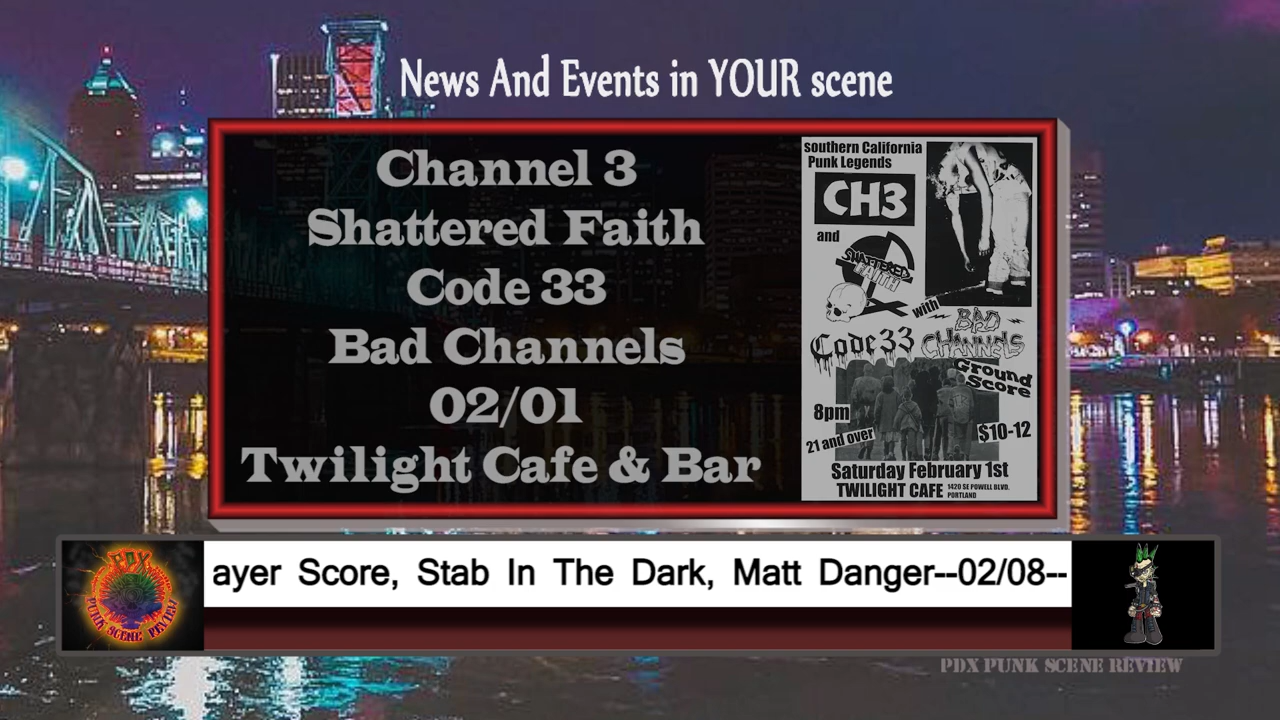 News And Events in YOUR scene
Channel 3
Shattered Faith
Code 33
Bad Channels
02/01
Twilight Cafe & Bar
southern California
Punk Legends
CH3
and
SHATTERED
FAITH
with
Code 33
BAD
CHANNELS
Ground
Score
8pm
21 and over
$10-12
Saturday February 1st
TWILIGHT CAFE
1420 SE POWELL BLVD.
PORTLAND
PDX
PUNK SCENE REVIEW
ayer Score, Stab In The Dark, Matt Danger--02/08--
PDX PUNK SCENE REVIEW